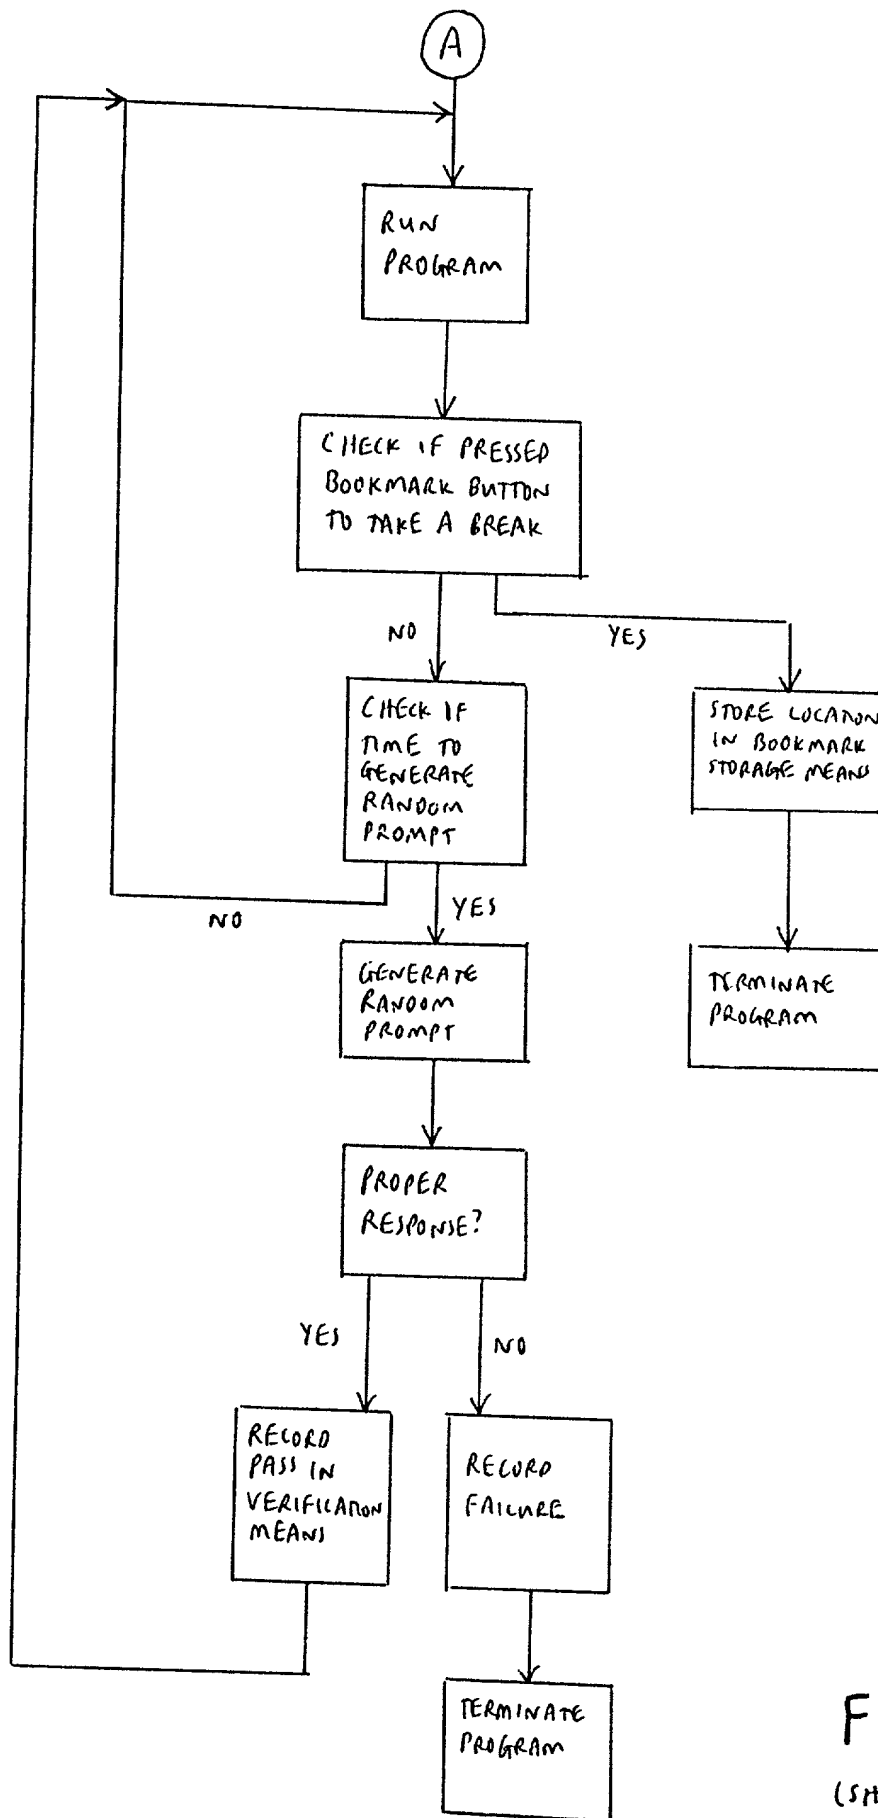 A
RUN
PROGRAM
CHECK IF PRESSED
BOOKMARK BUTTON
TO TAKE A BREAK
NO
YES
CHECK IF
TIME TO
GENERATE
RANDOM
PROMPT
STORE LOCATION
IN BOOKMARK
STORAGE MEANS
NO
YES
GENERATE
RANDOM
PROMPT
TERMINATE
PROGRAM
PROPER
RESPONSE?
YES
NO
RECORD
PASS IN
VERIFICATION
MEANS
RECORD
FAILURE
TERMINATE
PROGRAM
F
(SH